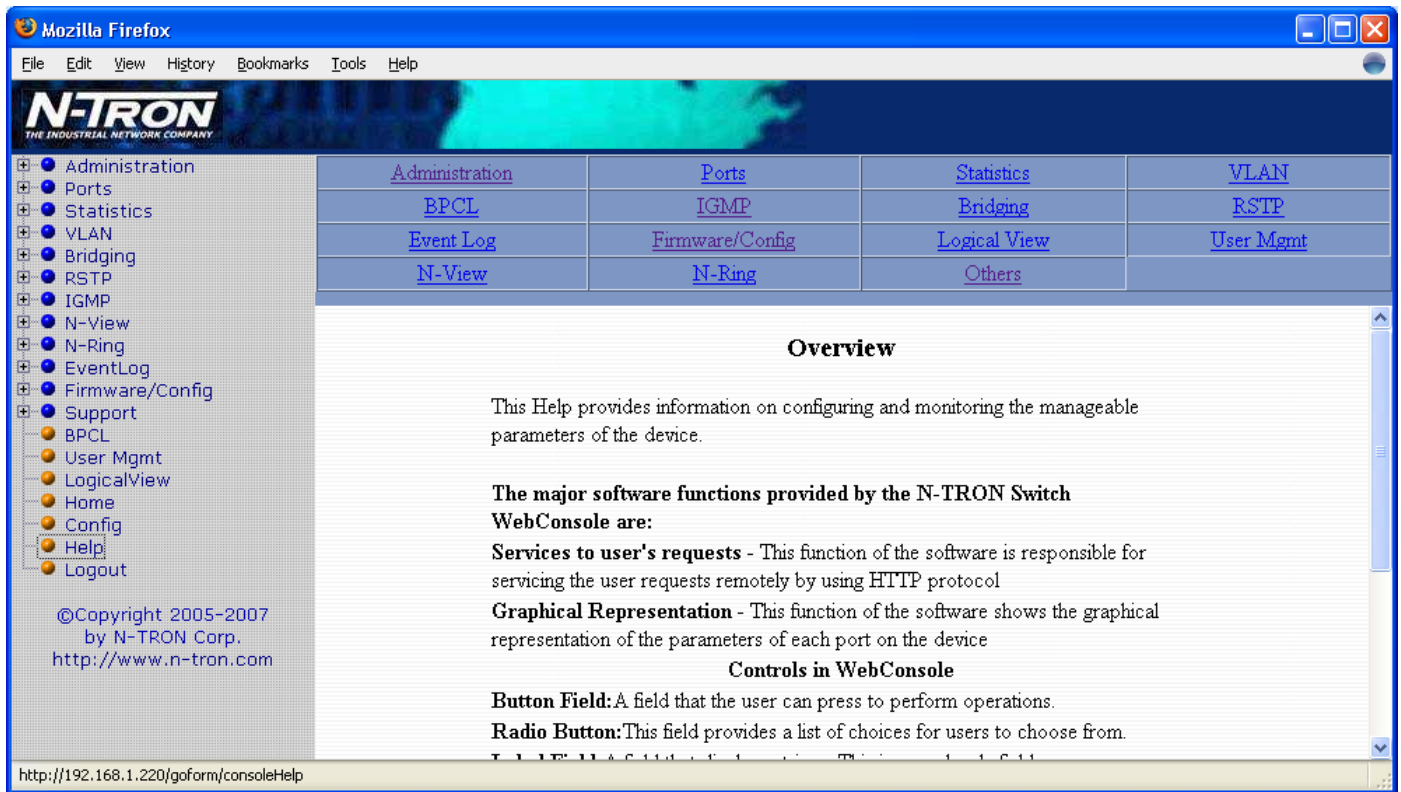 Mozilla Firefox
File Edit View History Bookmarks Tools Help
N-TRON
THE INDUSTRIAL NETWORK COMPANY
Administration
Ports
Statistics
VLAN
Bridging
RSTP
IGMP
N-View
N-Ring
EventLog
Firmware/Config
Support
BPCL
User Mgmt
LogicalView
Home
Config
Help
Logout
©Copyright 2005-2007
by N-TRON Corp.
http://www.n-tron.com
Administration Ports Statistics VLAN
BPCL IGMP Bridging RSTP
Event Log Firmware/Config Logical View User Mgmt
N-View N-Ring Others
Overview
This Help provides information on configuring and monitoring the manageable
parameters of the device.
The major software functions provided by the N-TRON Switch
WebConsole are:
Services to user's requests - This function of the software is responsible for
servicing the user requests remotely by using HTTP protocol
Graphical Representation - This function of the software shows the graphical
representation of the parameters of each port on the device
Controls in WebConsole
Button Field:A field that the user can press to perform operations.
Radio Button:This field provides a list of choices for users to choose from.
http://192.168.1.220/goform/consoleHelp